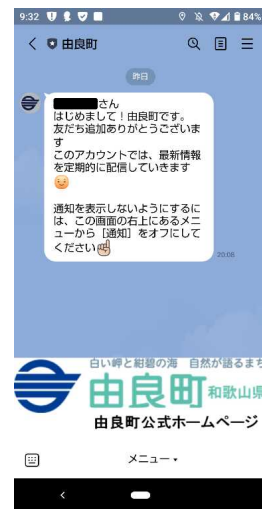 9:32
84%
由良町
昨日
さん
はじめまして！由良町です。
友だち追加ありがとうございま
す
このアカウントでは、最新情報
を定期的に配信していきます
通知を表示しないようにするに
は、この画面の右上にあるメニ
ューから［通知］をオフにして
ください
20:08
白い岬と紺碧の海 自然が語るまち
由良町 和歌山県
由良町公式ホームページ
メニュー